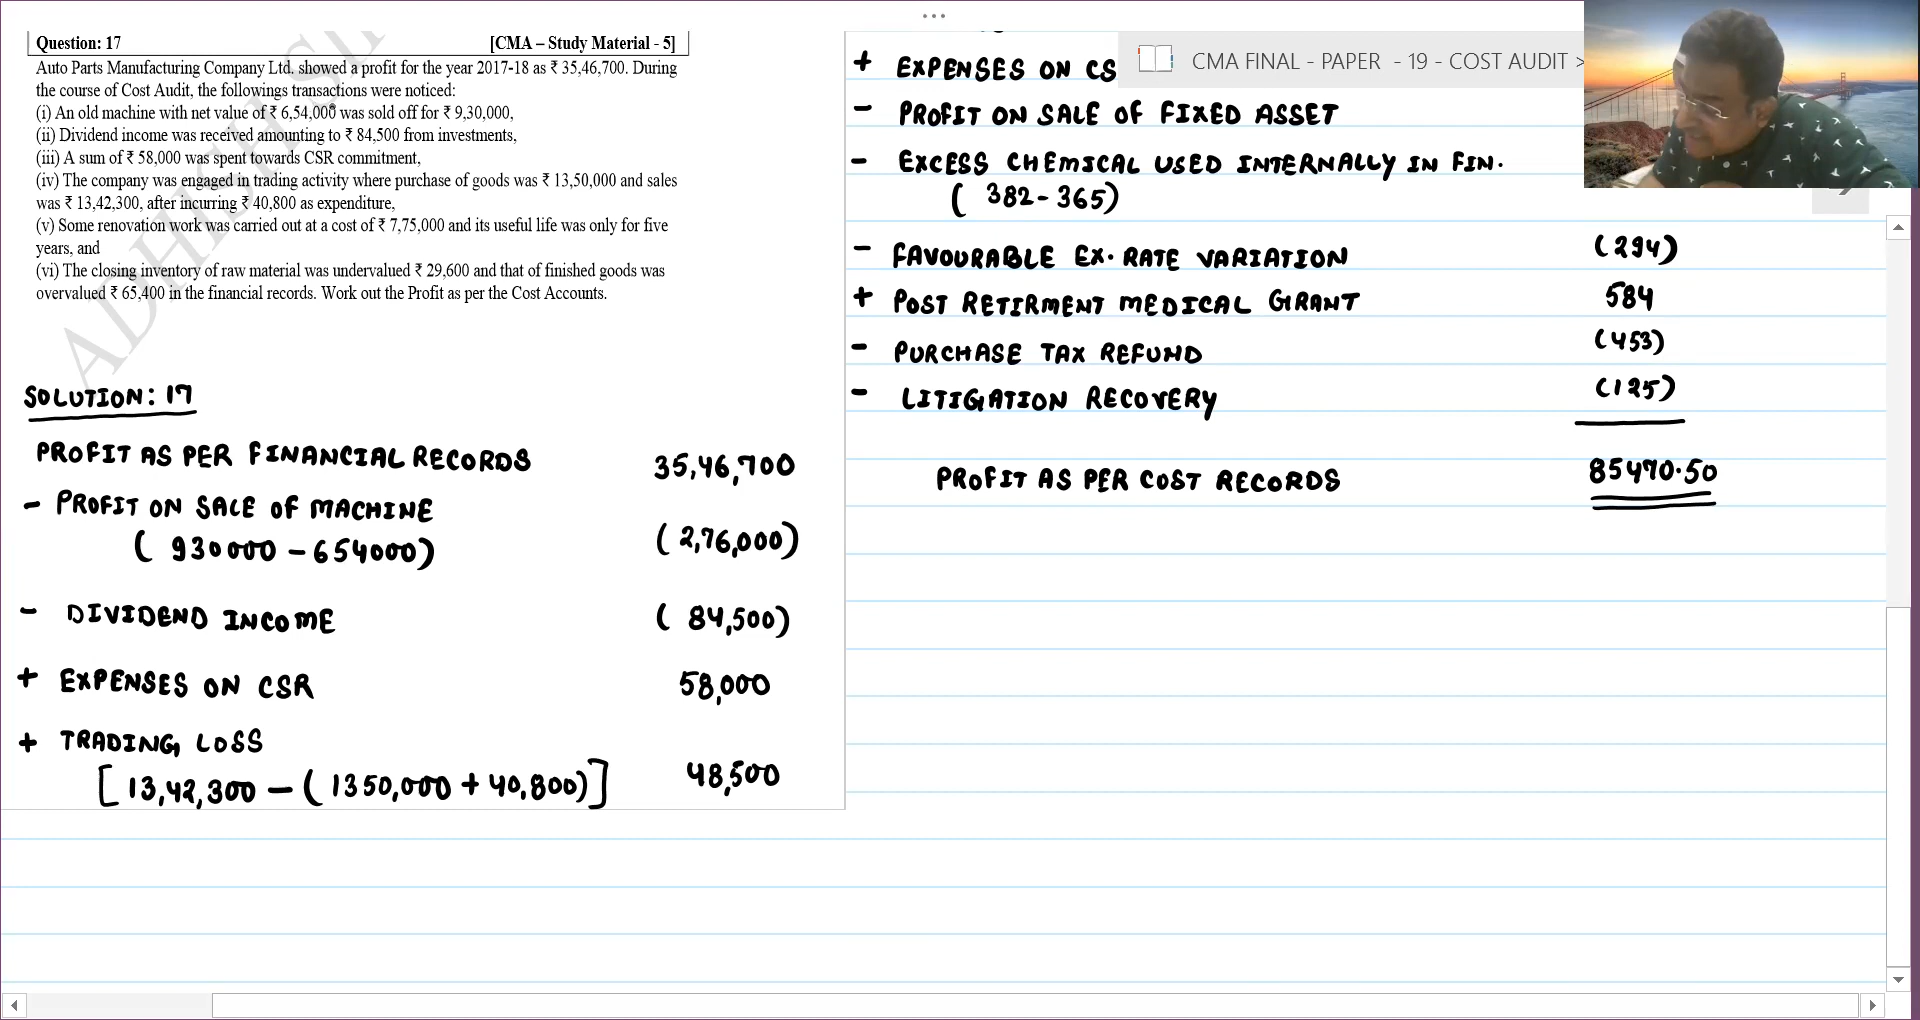 Question: 17 [CMA – Study Material - 5]
Auto Parts Manufacturing Company Ltd. showed a profit for the year 2017-18 as ₹ 35,46,700. During
the course of Cost Audit, the followings transactions were noticed:
(i) An old machine with net value of ₹ 6,54,000 was sold off for ₹ 9,30,000,
(ii) Dividend income was received amounting to ₹ 84,500 from investments,
(iii) A sum of ₹ 58,000 was spent towards CSR commitment,
(iv) The company was engaged in trading activity where purchase of goods was ₹ 13,50,000 and sales
was ₹ 13,42,300, after incurring ₹ 40,800 as expenditure,
(v) Some renovation work was carried out at a cost of ₹ 7,75,000 and its useful life was only for five
years, and
(vi) The closing inventory of raw material was undervalued ₹ 29,600 and that of finished goods was
overvalued ₹ 65,400 in the financial records. Work out the Profit as per the Cost Accounts.
SOLUTION: 17
PROFIT AS PER FINANCIAL RECORDS 35,46,700
- PROFIT ON SALE OF MACHINE
( 930000 - 654000) ( 2,76,000)
- DIVIDEND INCOME ( 84,500)
+ EXPENSES ON CSR 58,000
+ TRADING LOSS
[ 13,42,300 - ( 1350,000 + 40,800)] 48,500
+ EXPENSES ON CS
- PROFIT ON SALE OF FIXED ASSET
- EXCESS CHEMICAL USED INTERNALLY IN FIN.
( 382 - 365)
- FAVOURABLE EX. RATE VARIATION (294)
+ POST RETIRMENT MEDICAL GRANT 584
- PURCHASE TAX REFUND (453)
- LITIGATION RECOVERY (125)
PROFIT AS PER COST RECORDS 85470.50
CMA FINAL - PAPER - 19 - COST AUDIT >